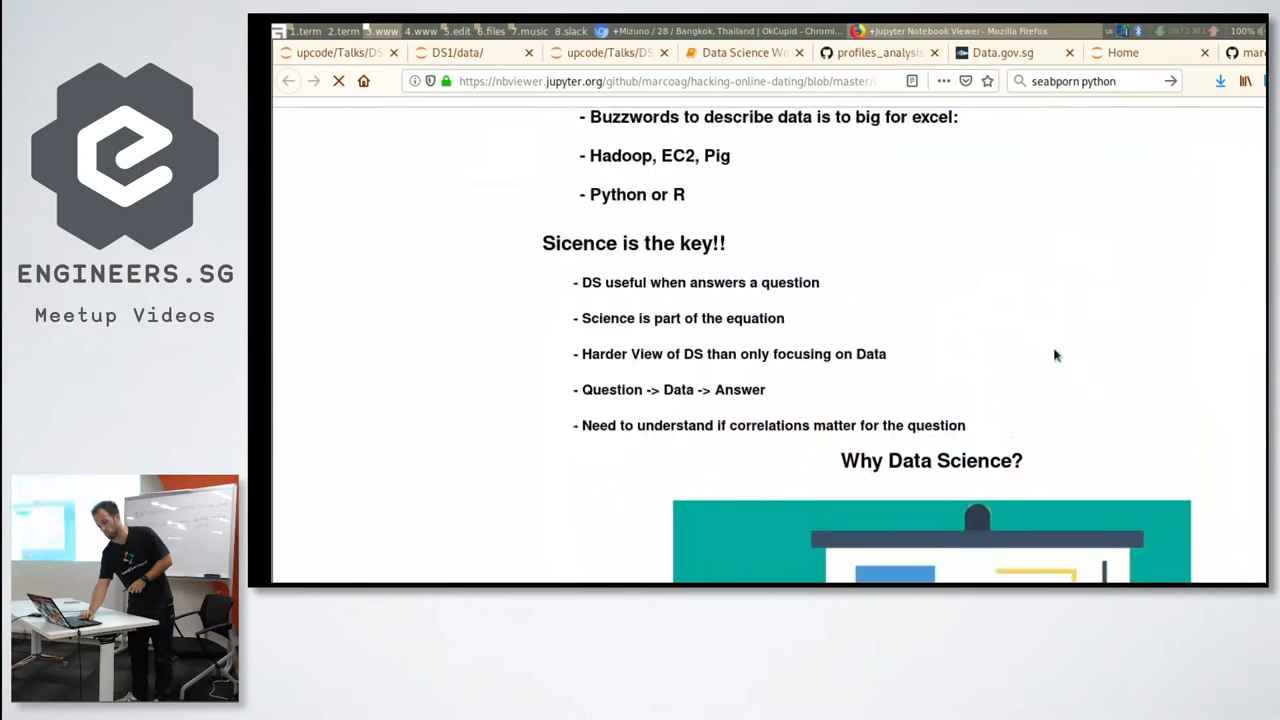 1.term 2.term 3.www 4.www 5.edit 6.files 7.music 8.slack +Mizuno / 28 / Bangkok, Thailand | OkCupid - Chromi... +Jupyter Notebook Viewer - Mozilla Firefox us 100%
upcode/Talks/DS DS1/data/ upcode/Talks/DS Data Science Wo profiles_analysis Data.gov.sg Home marc
https://nbviewer.jupyter.org/github/marcoag/hacking-online-dating/blob/master/ seabporn python
- Buzzwords to describe data is to big for excel:
- Hadoop, EC2, Pig
- Python or R
Sicence is the key!!
- DS useful when answers a question
- Science is part of the equation
- Harder View of DS than only focusing on Data
- Question -> Data -> Answer
- Need to understand if correlations matter for the question
Why Data Science?
ENGINEERS.SG
Meetup Videos